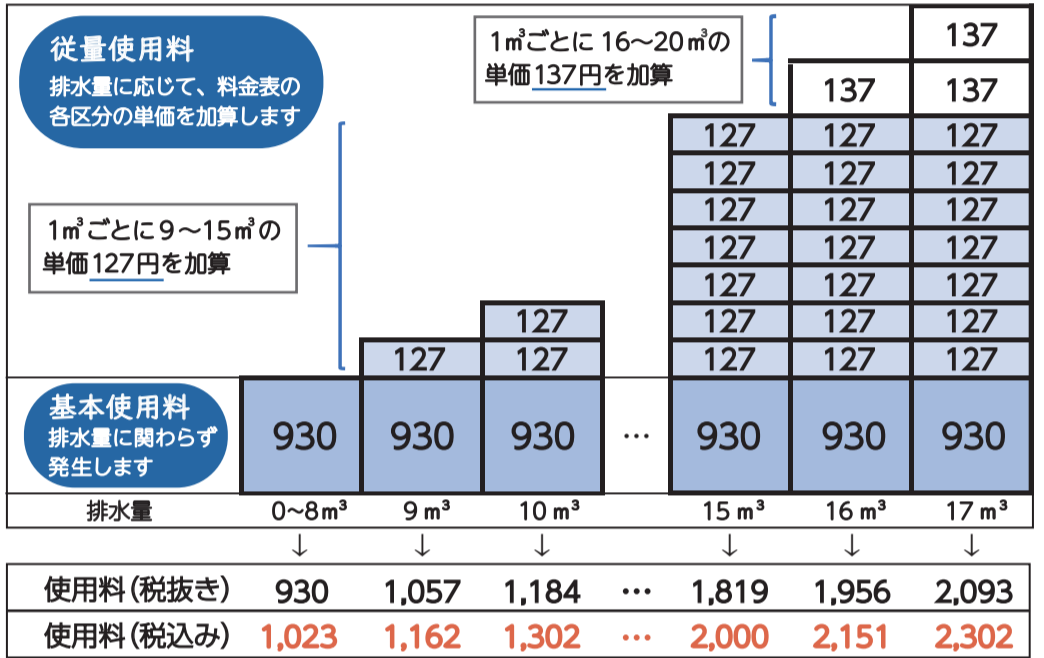 従量使用料
排水量に応じて、料金表の
各区分の単価を加算します
1㎥ごとに 16～20㎥の
単価137円を加算
137
137 137
127 127 127
127 127 127
127 127 127
1㎥ごとに9～15㎥の
単価127円を加算
127 127 127
127 127 127
127 127 127 127
127 127 127 127 127
基本使用料
排水量に関わらず
発生します
930 930 930 … 930 930 930
排水量 0~8㎥ 9㎥ 10㎥ 15㎥ 16㎥ 17㎥
↓ ↓ ↓ ↓ ↓ ↓
使用料(税抜き) 930 1,057 1,184 … 1,819 1,956 2,093
使用料(税込み) 1,023 1,162 1,302 … 2,000 2,151 2,302